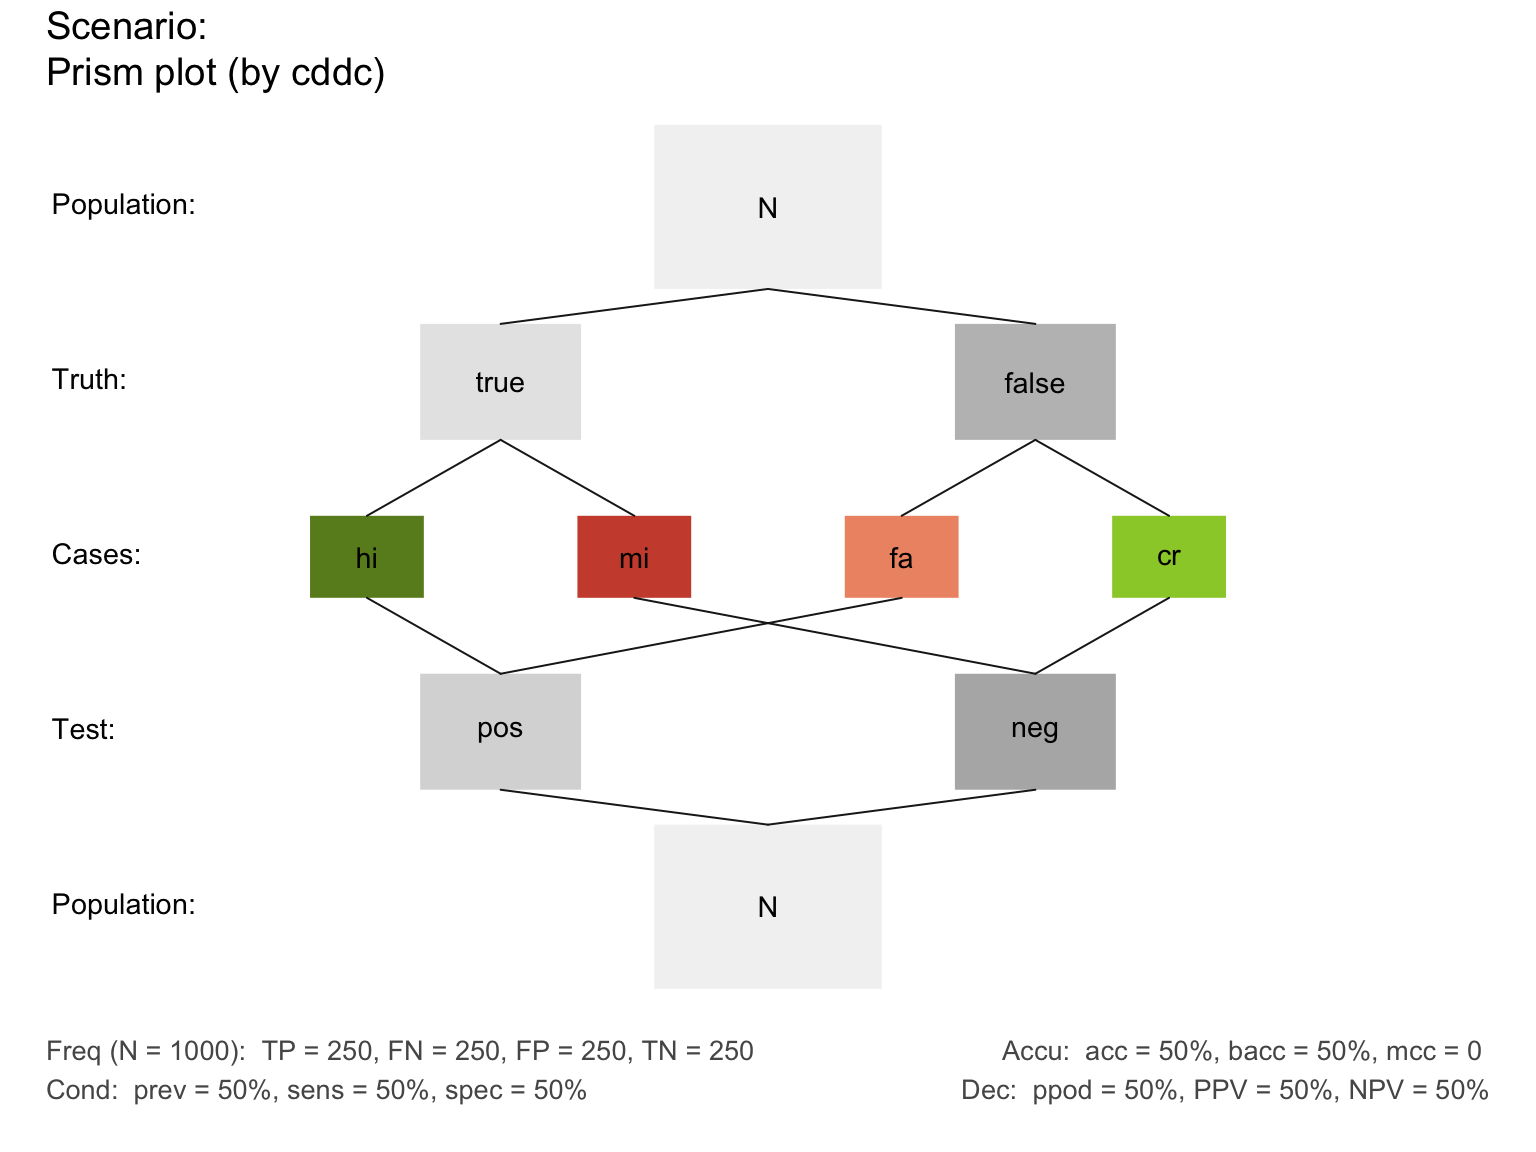 Scenario:
Prism plot (by cddc)
Population:
N
Truth:
true
false
Cases:
hi
mi
fa
cr
Test:
pos
neg
Population:
N
Freq (N = 1000):  TP = 250, FN = 250, FP = 250, TN = 250
Accu:  acc = 50%, bacc = 50%, mcc = 0
Cond:  prev = 50%, sens = 50%, spec = 50%
Dec:  ppod = 50%, PPV = 50%, NPV = 50%